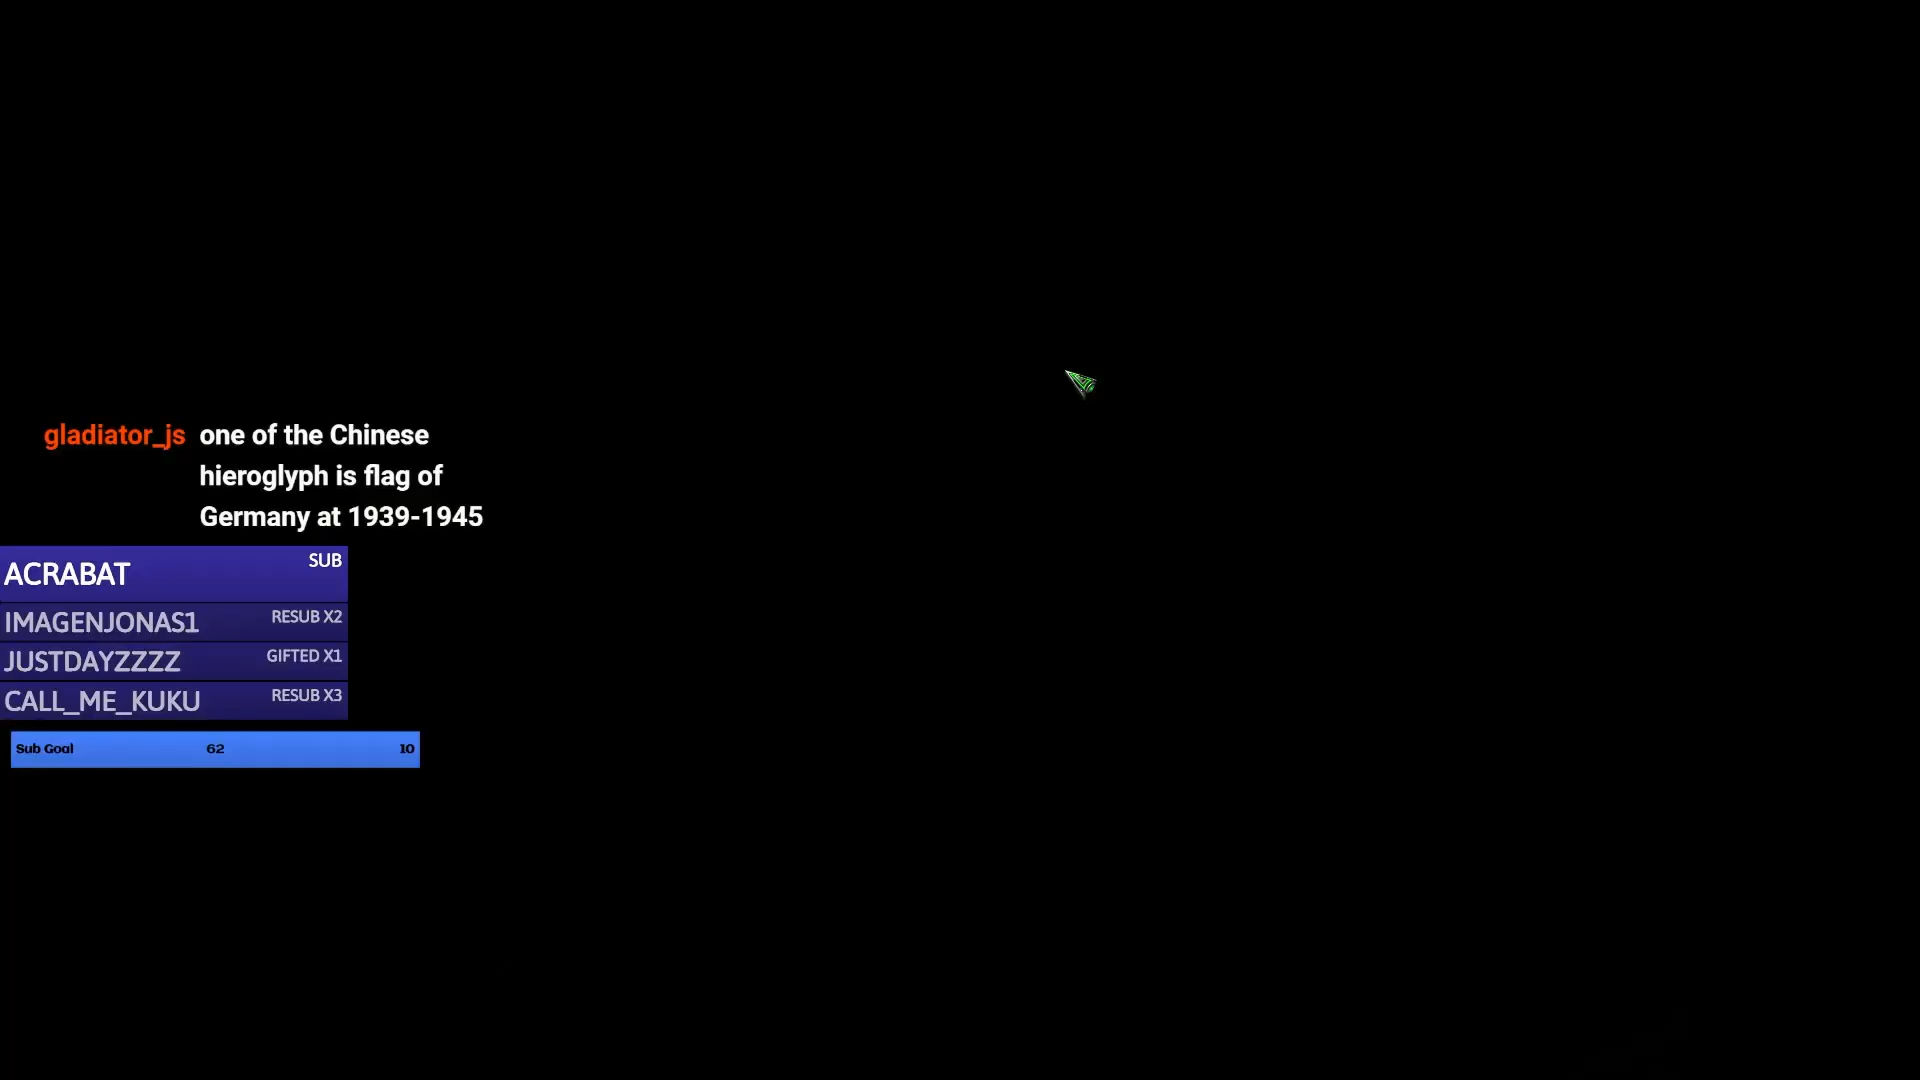 gladiator_js one of the Chinese
hieroglyph is flag of
Germany at 1939-1945
ACRABAT SUB
IMAGENJONAS1 RESUB X2
JUSTDAYZZZZ GIFTED X1
CALL_ME_KUKU RESUB X3
Sub Goal 62 10